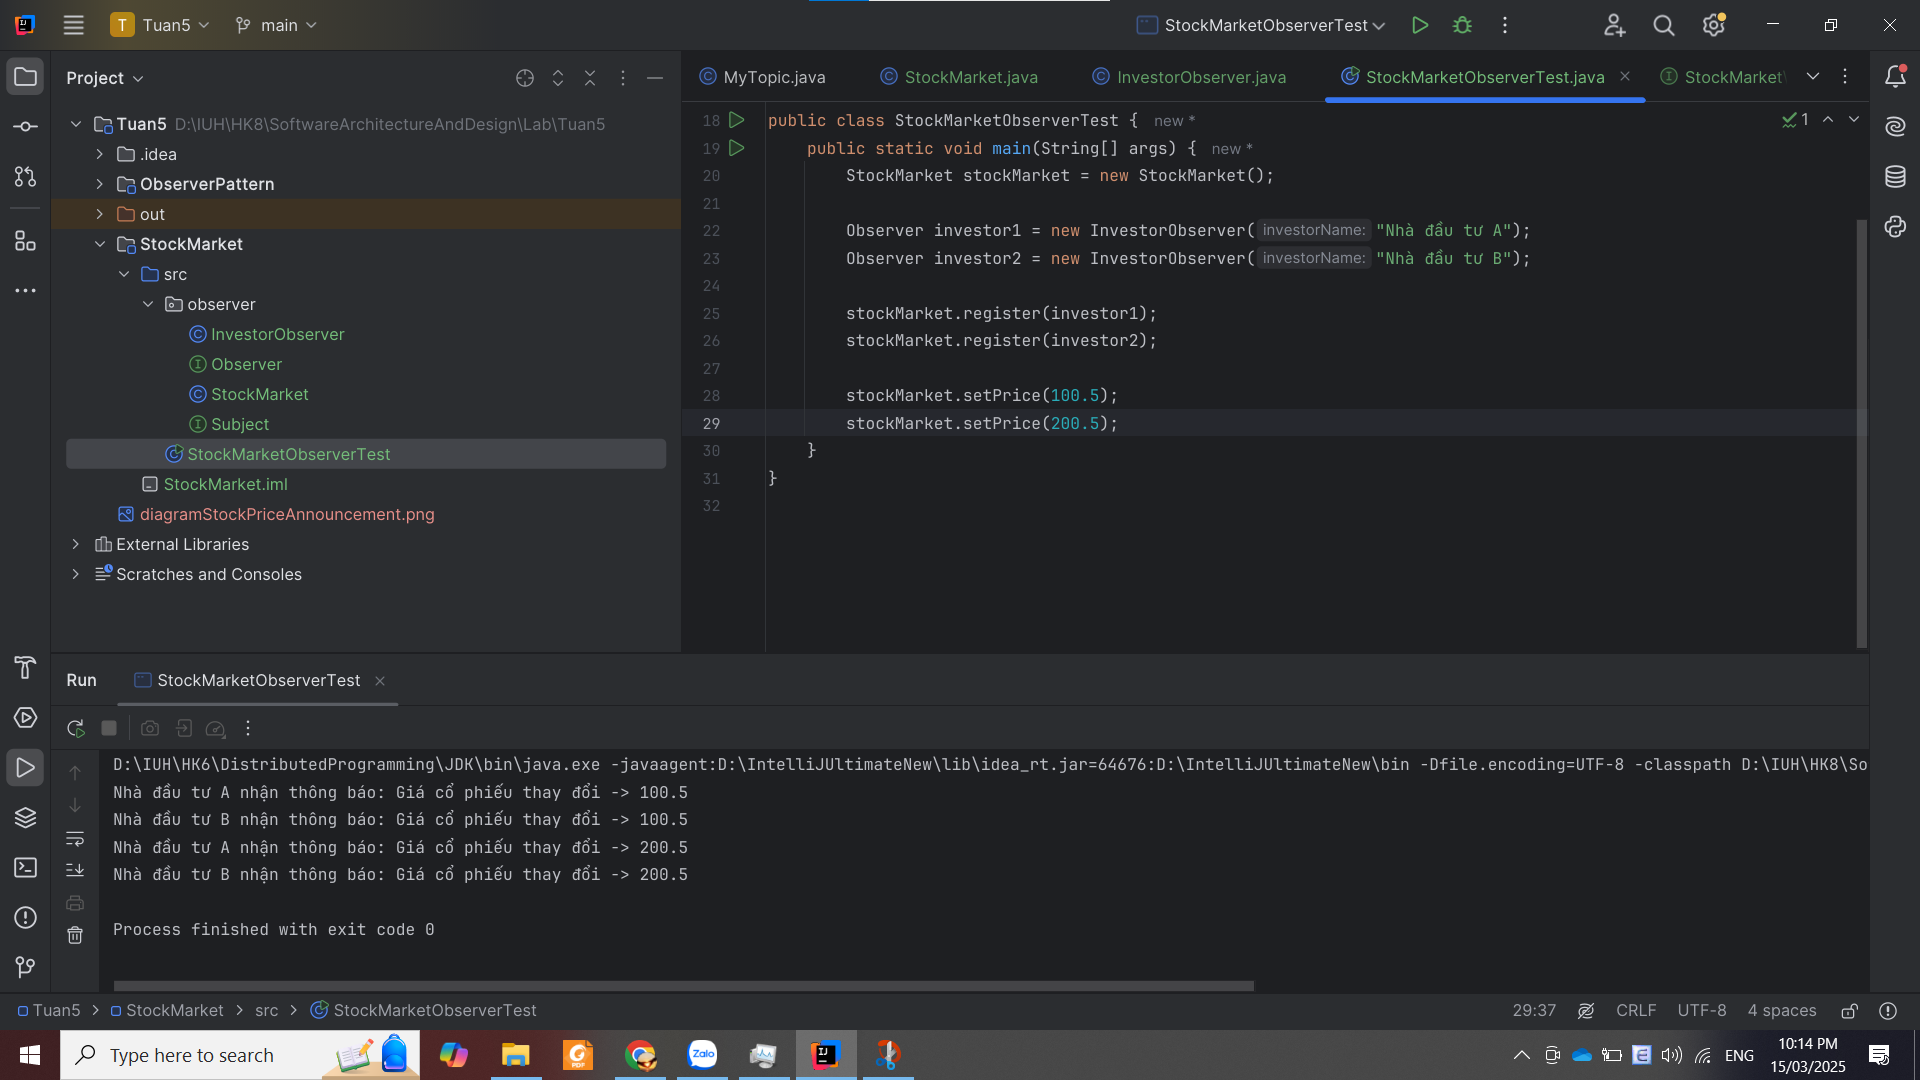 T Tuan5 main StockMarketObserverTest
Project
MyTopic.java StockMarket.java InvestorObserver.java StockMarketObserverTest.java StockMarket
Tuan5 D:\IUH\HK8\SoftwareArchitectureAndDesign\Lab\Tuan5
.idea
ObserverPattern
out
StockMarket
src
observer
InvestorObserver
Observer
StockMarket
Subject
StockMarketObserverTest
StockMarket.iml
diagramStockPriceAnnouncement.png
External Libraries
Scratches and Consoles
18 public class StockMarketObserverTest { new *
19 public static void main(String[] args) { new *
20 StockMarket stockMarket = new StockMarket();
21
22 Observer investor1 = new InvestorObserver( investorName: "Nhà đầu tư A");
23 Observer investor2 = new InvestorObserver( investorName: "Nhà đầu tư B");
24
25 stockMarket.register(investor1);
26 stockMarket.register(investor2);
27
28 stockMarket.setPrice(100.5);
29 stockMarket.setPrice(200.5);
30 }
31 }
32
1
Run StockMarketObserverTest
D:\IUH\HK6\DistributedProgramming\JDK\bin\java.exe -javaagent:D:\IntelliJUltimateNew\lib\idea_rt.jar=64676:D:\IntelliJUltimateNew\bin -Dfile.encoding=UTF-8 -classpath D:\IUH\HK8\So
Nhà đầu tư A nhận thông báo: Giá cổ phiếu thay đổi -> 100.5
Nhà đầu tư B nhận thông báo: Giá cổ phiếu thay đổi -> 100.5
Nhà đầu tư A nhận thông báo: Giá cổ phiếu thay đổi -> 200.5
Nhà đầu tư B nhận thông báo: Giá cổ phiếu thay đổi -> 200.5
Process finished with exit code 0
Tuan5 > StockMarket > src > StockMarketObserverTest
29:37 CRLF UTF-8 4 spaces
Type here to search
Zalo
ENG
10:14 PM
15/03/2025